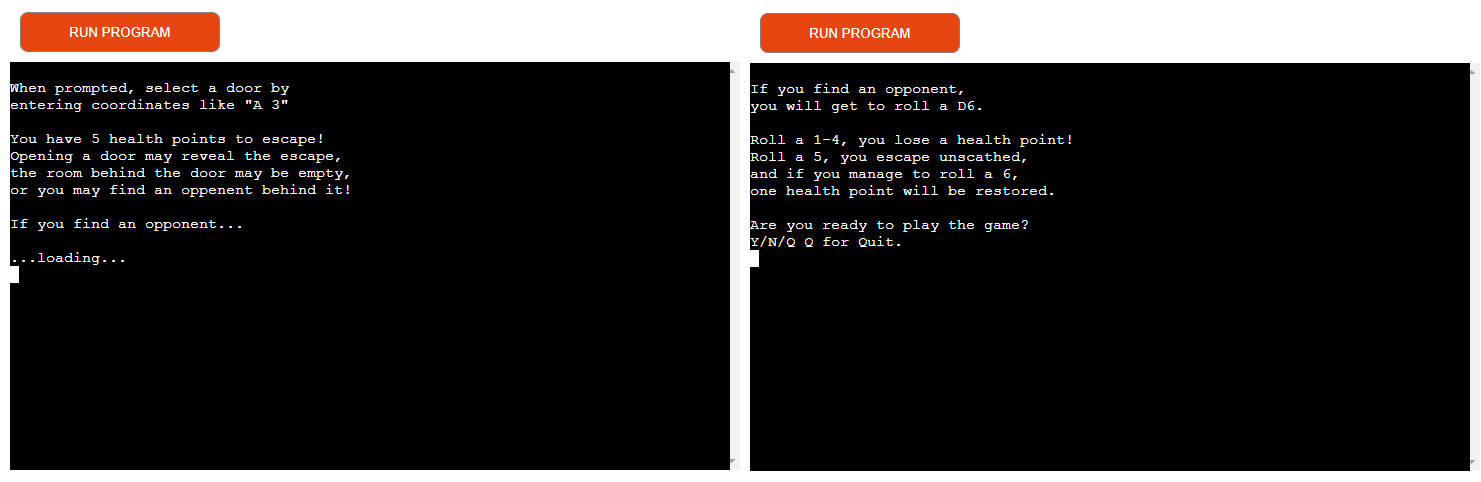 RUN PROGRAM
When prompted, select a door by
entering coordinates like "A 3"
You have 5 health points to escape!
Opening a door may reveal the escape,
the room behind the door may be empty,
or you may find an oppenent behind it!
If you find an opponent...
...loading...
RUN PROGRAM
If you find an opponent,
you will get to roll a D6.
Roll a 1-4, you lose a health point!
Roll a 5, you escape unscathed,
and if you manage to roll a 6,
one health point will be restored.
Are you ready to play the game?
Y/N/Q Q for Quit.